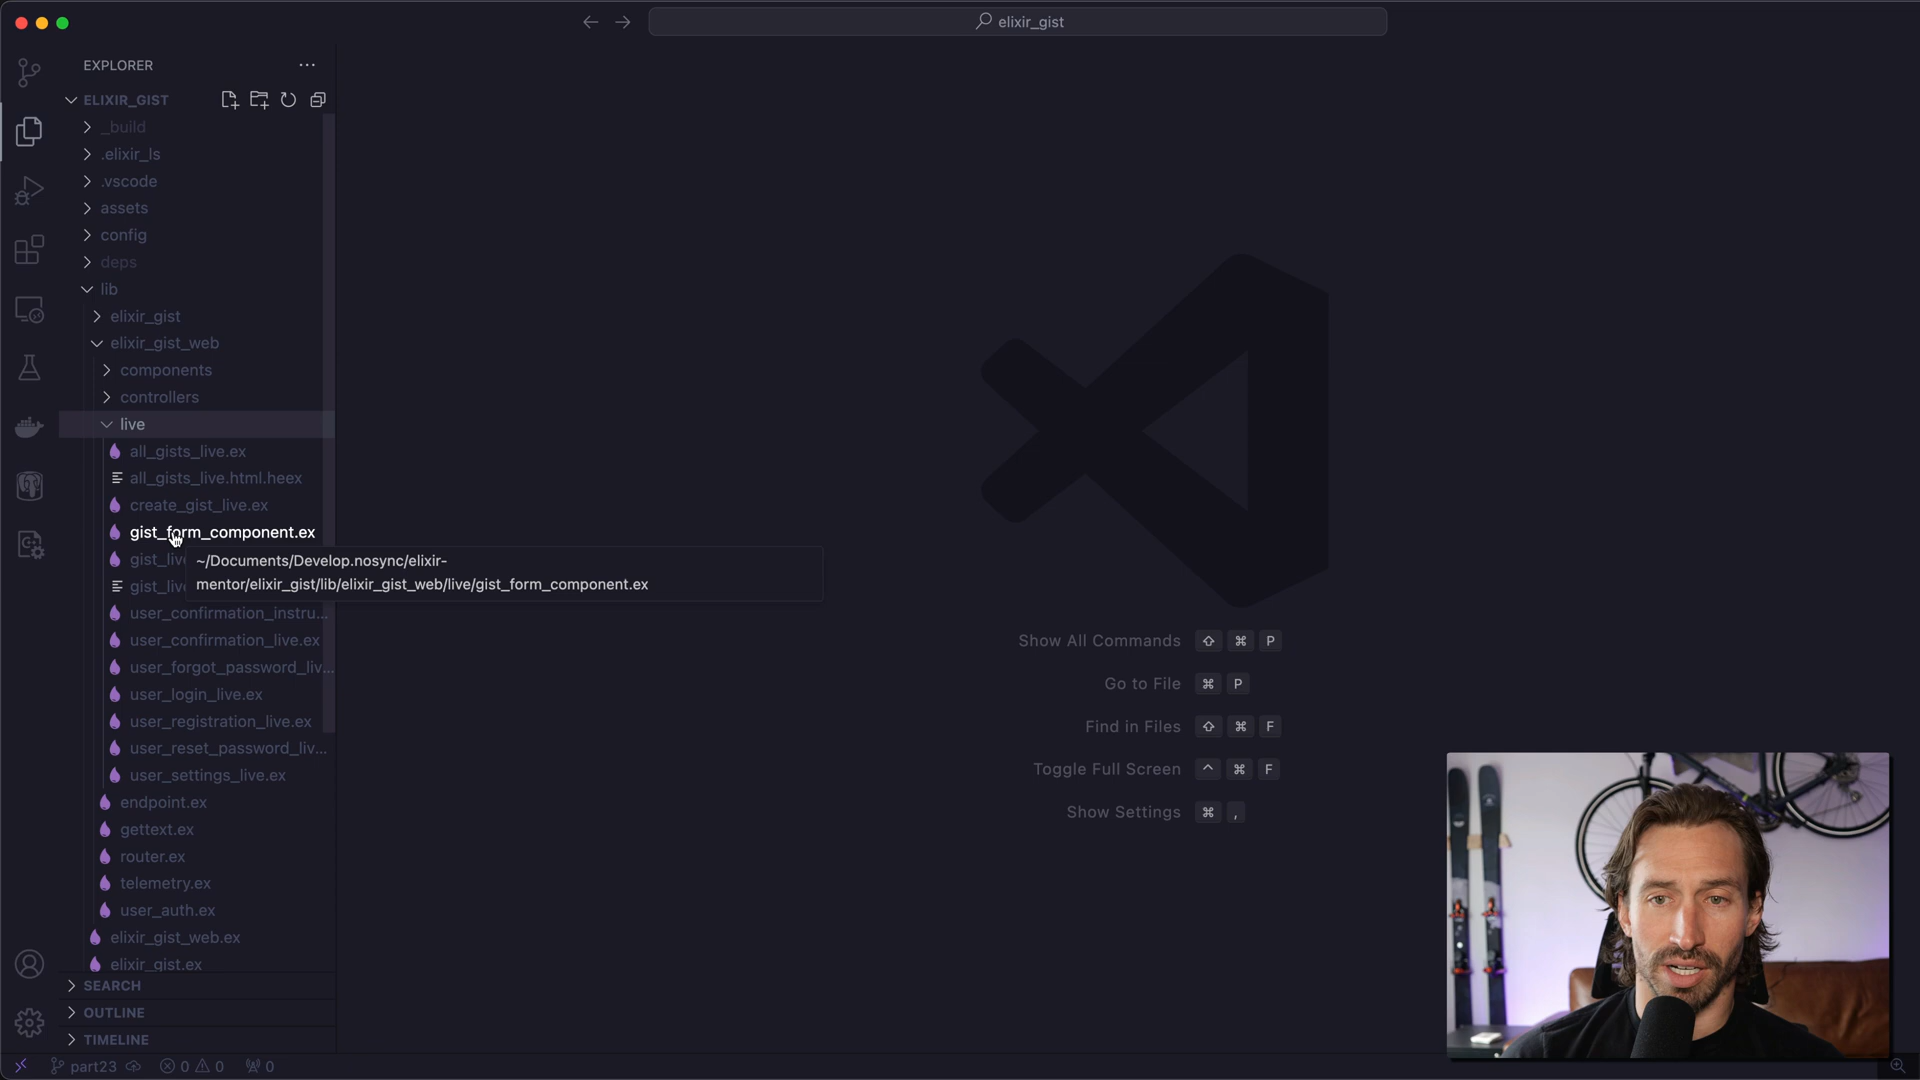 elixir_gist
EXPLORER
ELIXIR_GIST
_build
.elixir_ls
.vscode
assets
config
deps
lib
elixir_gist
elixir_gist_web
components
controllers
live
all_gists_live.ex
all_gists_live.html.heex
create_gist_live.ex
gist_form_component.ex
gist_live
~/Documents/Develop.nosync/elixir-
mentor/elixir_gist/lib/elixir_gist_web/live/gist_form_component.ex
gist_live
user_confirmation_instru...
user_confirmation_live.ex
user_forgot_password_liv...
user_login_live.ex
user_registration_live.ex
user_reset_password_liv...
user_settings_live.ex
endpoint.ex
gettext.ex
router.ex
telemetry.ex
user_auth.ex
elixir_gist_web.ex
elixir_gist.ex
SEARCH
OUTLINE
TIMELINE
part23 0 0 0
Show All Commands ⇧ ⌘ P
Go to File ⌘ P
Find in Files ⇧ ⌘ F
Toggle Full Screen ^ ⌘ F
Show Settings ⌘ ,